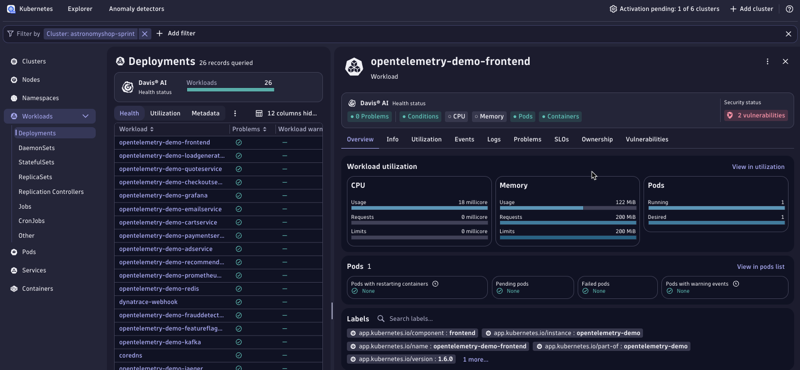 Kubernetes Explorer Anomaly detectors Activation pending: 1 of 6 clusters Add cluster
Filter by Cluster: astronomyshop-sprint Add filter
Clusters
Nodes
Namespaces
Workloads
Deployments
DaemonSets
StatefulSets
ReplicaSets
Replication Controllers
Jobs
CronJobs
Other
Pods
Services
Containers
Deployments 26 records queried
Davis® AI
Health status
Workloads 26
Health Utilization Metadata 12 columns hid...
Workload Problems Workload warn
opentelemetry-demo-frontend
opentelemetry-demo-loadgenerat...
opentelemetry-demo-quoteservice
opentelemetry-demo-checkoutse...
opentelemetry-demo-grafana
opentelemetry-demo-emailservice
opentelemetry-demo-cartservice
opentelemetry-demo-paymentser...
opentelemetry-demo-adservice
opentelemetry-demo-recommend...
opentelemetry-demo-prometheu...
opentelemetry-demo-redis
dynatrace-webhook
opentelemetry-demo-frauddetect...
opentelemetry-demo-featureflag...
opentelemetry-demo-kafka
coredns
opentelemetry-demo-jaeger
opentelemetry-demo-frontend
Workload
Davis® AI Health status
0 Problems Conditions CPU Memory Pods Containers
Security status
2 vulnerabilities
Overview Info Utilization Events Logs Problems SLOs Ownership Vulnerabilities
Workload utilization View in utilization
CPU
Usage 18 millicore
Requests 0 millicore
Limits 0 millicore
Memory
Usage 122 MiB
Requests 200 MiB
Limits 200 MiB
Pods
Running 1
Desired 1
Pods 1 View in pods list
Pods with restarting containers
None
Pending pods
None
Failed pods
None
Pods with warning events
None
Labels Search labels...
app.kubernetes.io/component : frontend app.kubernetes.io/instance : opentelemetry-demo
app.kubernetes.io/name : opentelemetry-demo-frontend app.kubernetes.io/part-of : opentelemetry-demo
app.kubernetes.io/version : 1.6.0 1 more...